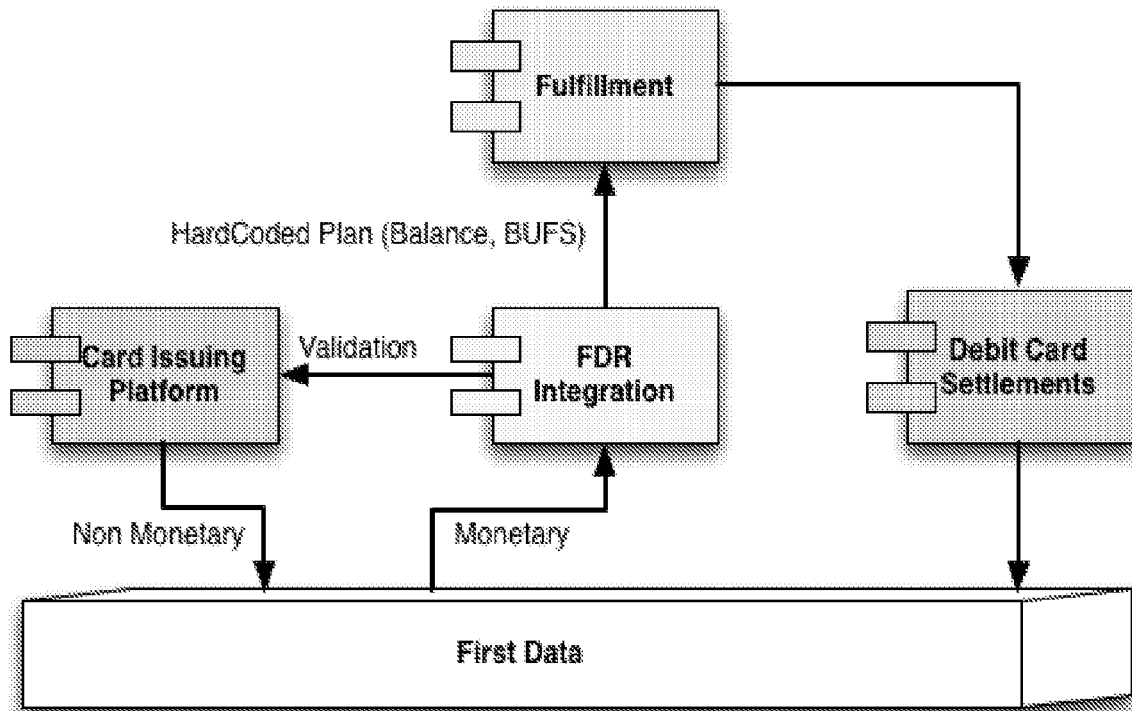 Fulfillment
HardCoded Plan (Balance, BUFS)
Card Issuing
Platform
Validation
FDR
Integration
Debit Card
Settlements
Non Monetary
Monetary
First Data